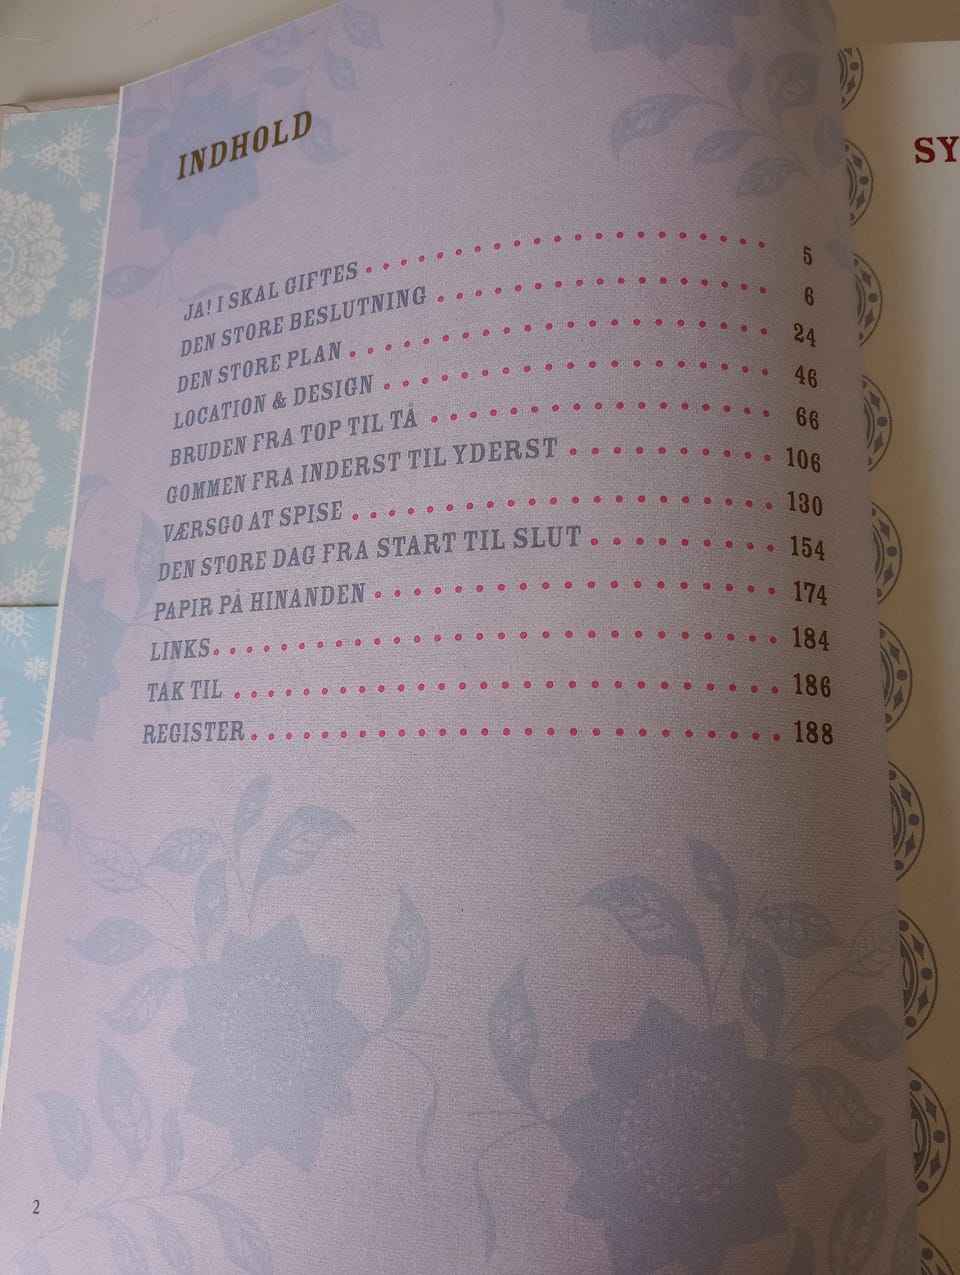 INDHOLD
JA! I SKAL GIFTES 5
DEN STORE BESLUTNING 6
DEN STORE PLAN 24
LOCATION & DESIGN 46
BRUDEN FRA TOP TIL TÅ 66
GOMMEN FRA INDERST TIL YDERST 106
VÆRSGO AT SPISE 130
DEN STORE DAG FRA START TIL SLUT 154
PAPIR PÅ HINANDEN 174
LINKS 184
TAK TIL 186
REGISTER 188
2
SY